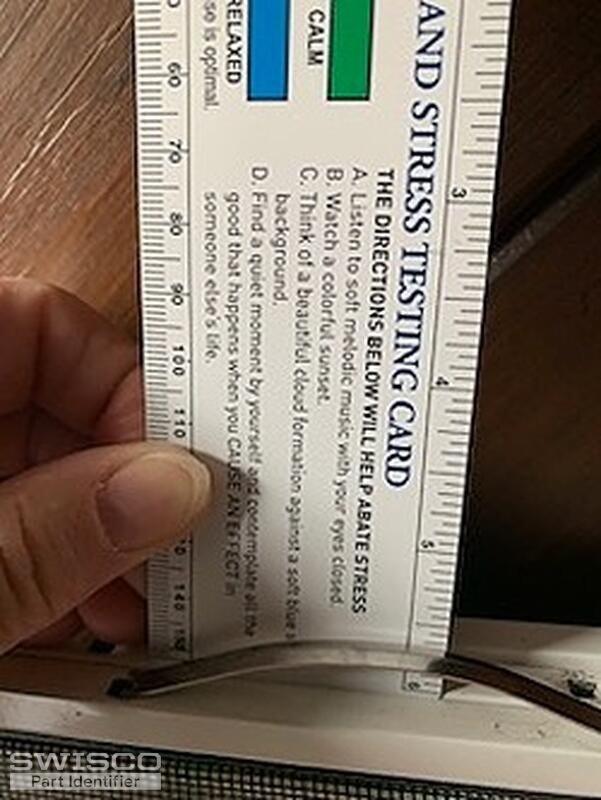 AND STRESS TESTING CARD
THE DIRECTIONS BELOW WILL HELP ABATE STRESS
A. Listen to soft melodic music with your eyes closed.
B. Watch a colorful sunset.
C. Think of a beautiful cloud formation against a soft blue
background.
D. Find a quiet moment by yourself and contemplate all the
good that happens when you CAUSE AN EFFECT in
someone else's life.
CALM
RELAXED
se is optimal.
3
4
5
6
60
70
80
90
100
110
140
150
SWISCO
Part Identifier